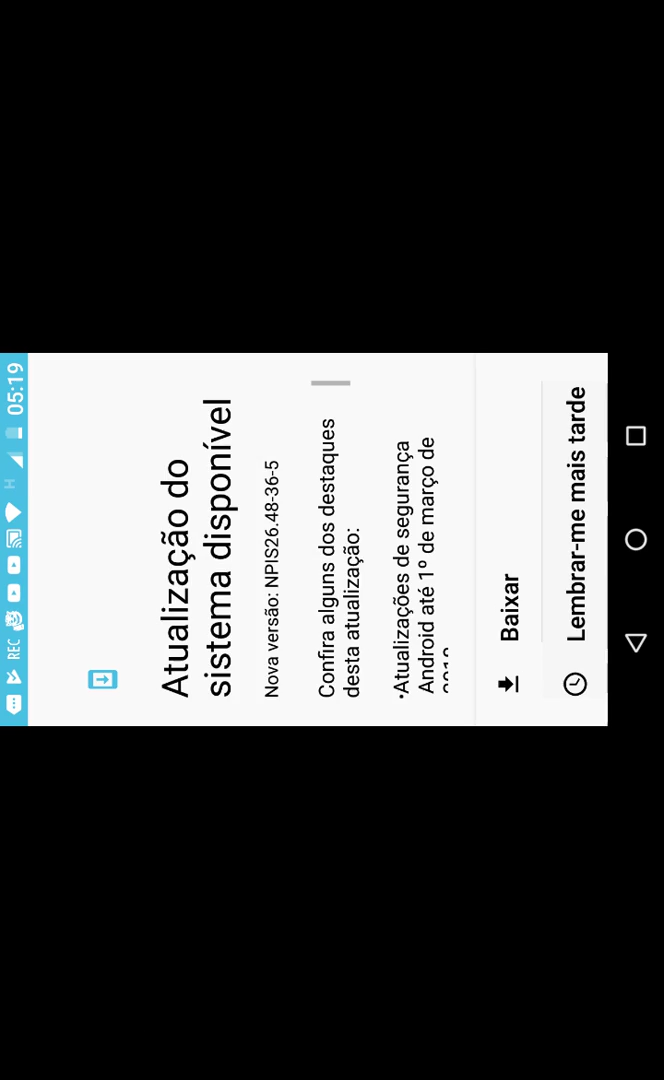 REC H 05:19
Atualização do
sistema disponível
Nova versão: NPIS26.48-36-5
Confira alguns dos destaques
desta atualização:
•Atualizações de segurança
Android até 1º de março de
Baixar
Lembrar-me mais tarde